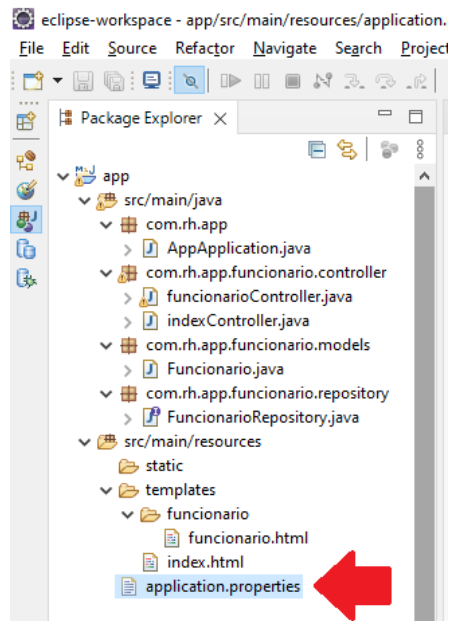 eclipse-workspace - app/src/main/resources/application.
File Edit Source Refactor Navigate Search Project
Package Explorer
app
src/main/java
com.rh.app
AppApplication.java
com.rh.app.funcionario.controller
funcionarioController.java
indexController.java
com.rh.app.funcionario.models
Funcionario.java
com.rh.app.funcionario.repository
FuncionarioRepository.java
src/main/resources
static
templates
funcionario
funcionario.html
index.html
application.properties